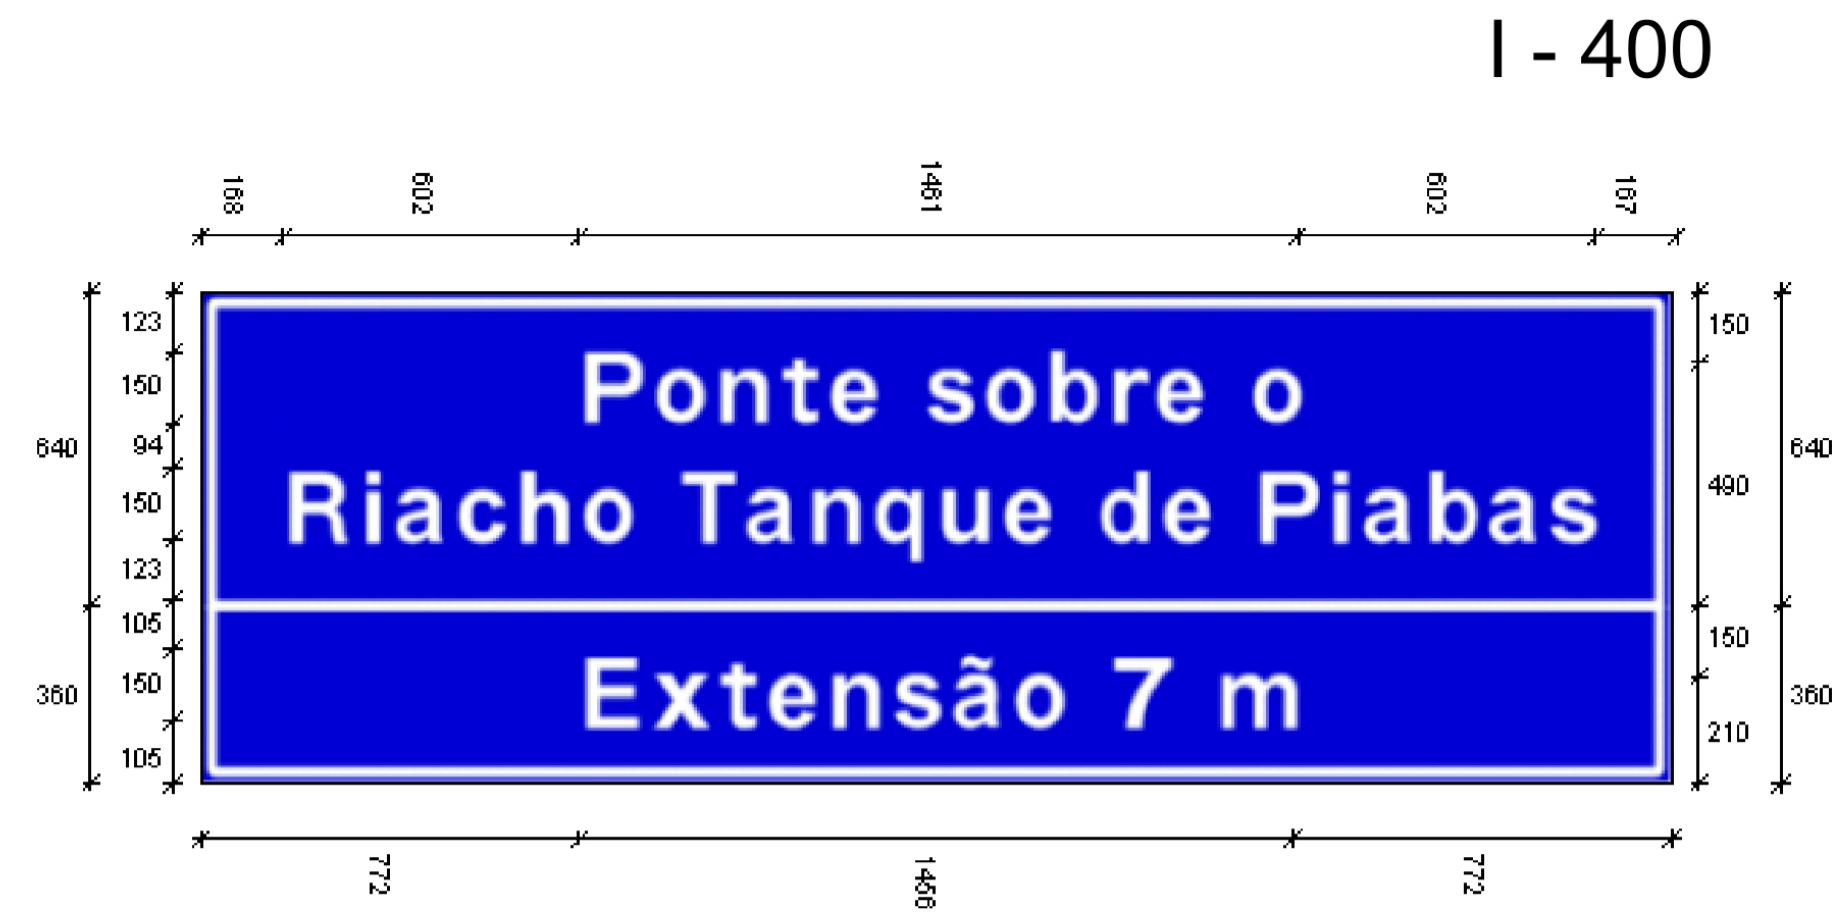 I - 400
168 602 1461 602 167
123 150
150
94
640 150 490 640
123
105
150
360 150 210 360
105
772 1466 772
Ponte sobre o
Riacho Tanque de Piabas
Extensão 7 m